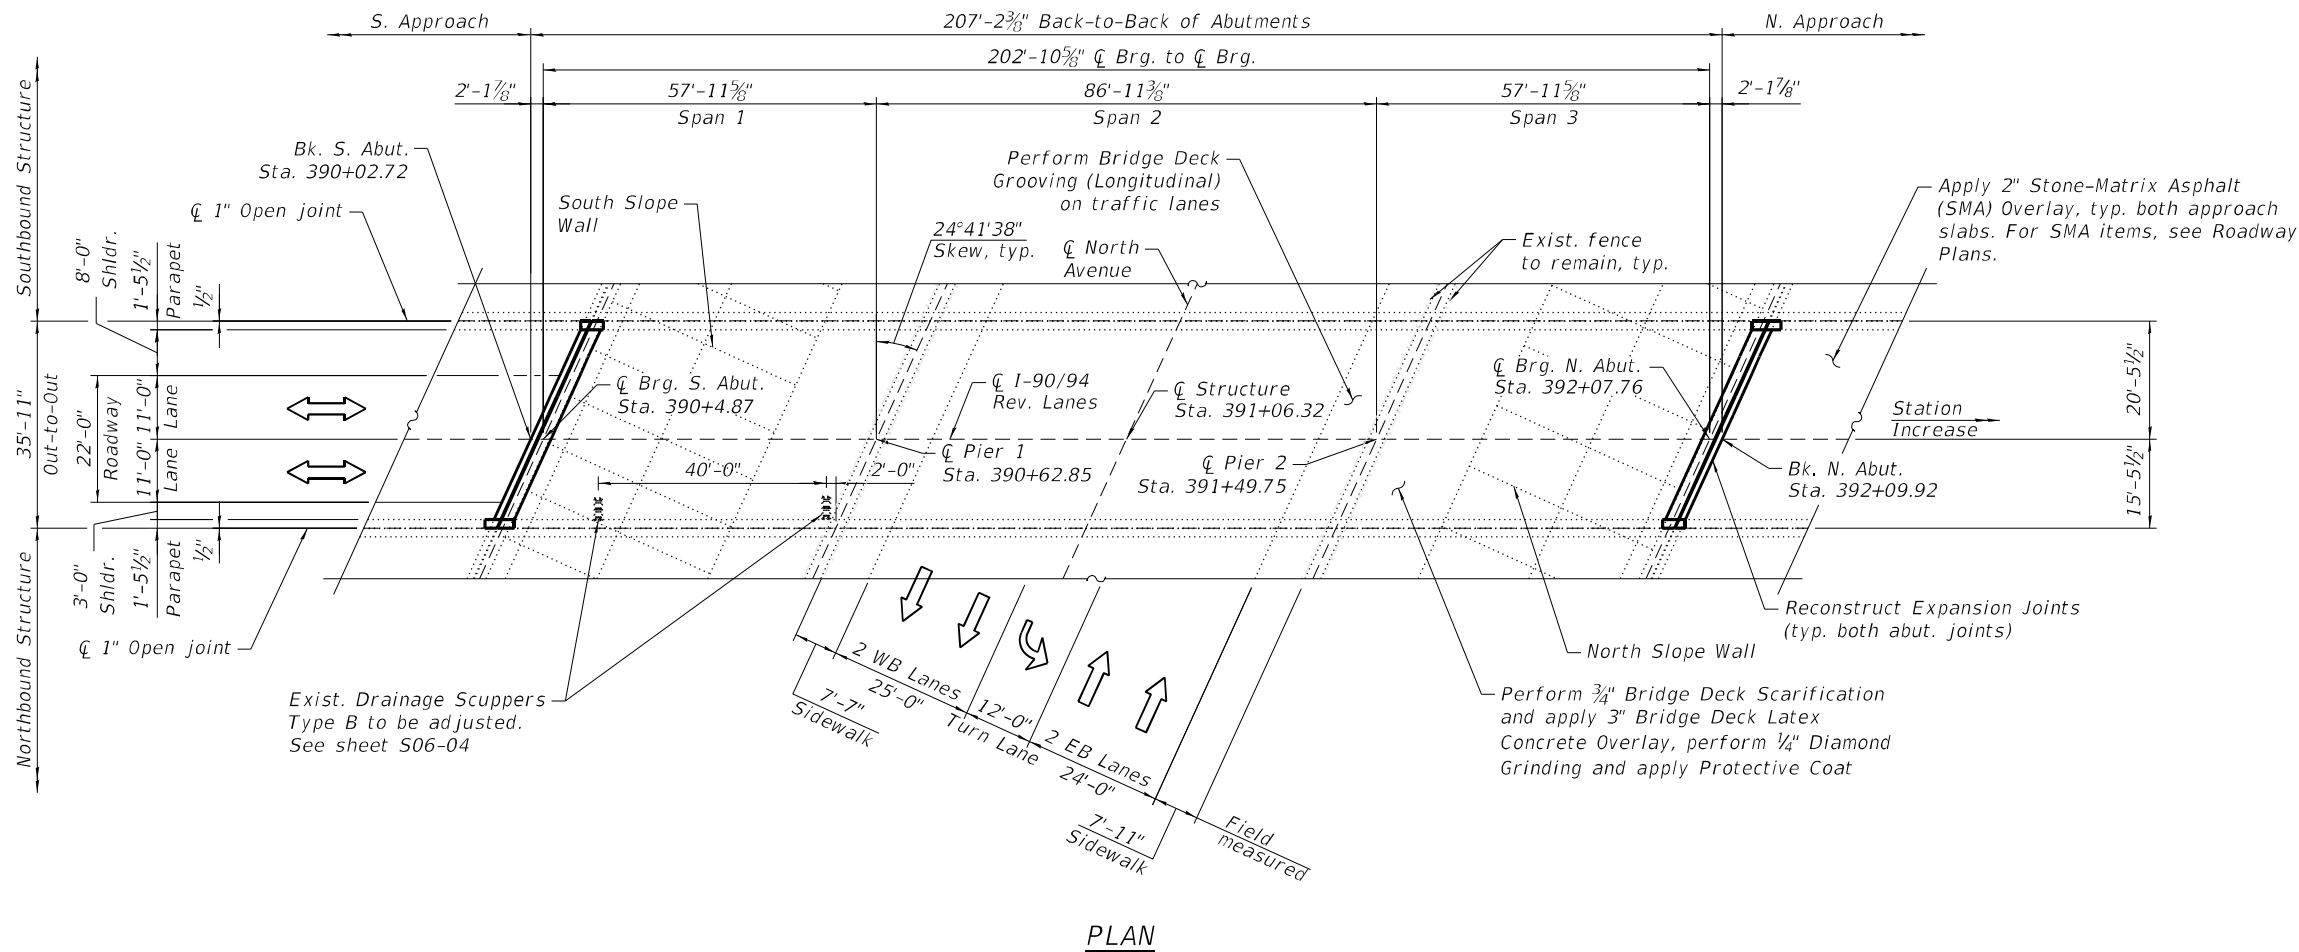 S. Approach
207'-2⅜" Back-to-Back of Abutments
N. Approach
202'-10⅝" ℄ Brg. to ℄ Brg.
2'-1⅞"
57'-11⅝"
Span 1
86'-11⅜"
Span 2
57'-11⅝"
Span 3
2'-1⅞"
Southbound Structure
Bk. S. Abut.
Sta. 390+02.72
℄ 1" Open joint
South Slope
Wall
24°41'38"
Skew, typ.
Perform Bridge Deck
Grooving (Longitudinal)
on traffic lanes
℄ North
Avenue
Exist. fence
to remain, typ.
Apply 2" Stone-Matrix Asphalt
(SMA) Overlay, typ. both approach
slabs. For SMA items, see Roadway
Plans.
8'-0"
Shldr.
1'-5½"
Parapet
½"
35'-11"
Out-to-Out
22'-0"
Roadway
11'-0"
Lane
11'-0"
Lane
℄ Brg. S. Abut.
Sta. 390+4.87
℄ I-90/94
Rev. Lanes
℄ Structure
Sta. 391+06.32
℄ Brg. N. Abut.
Sta. 392+07.76
Station
Increase
20'-5½"
15'-5½"
40'-0"
2'-0"
℄ Pier 1
Sta. 390+62.85
℄ Pier 2
Sta. 391+49.75
Bk. N. Abut.
Sta. 392+09.92
Northbound Structure
3'-0"
Shldr.
1'-5½"
Parapet
½"
℄ 1" Open joint
Exist. Drainage Scuppers
Type B to be adjusted.
See sheet S06-04
2 WB Lanes
25'-0"
7'-7"
Sidewalk
12'-0"
Turn Lane
2 EB Lanes
24'-0"
7'-11"
Sidewalk
Field
measured
Reconstruct Expansion Joints
(typ. both abut. joints)
North Slope Wall
Perform ¾" Bridge Deck Scarification
and apply 3" Bridge Deck Latex
Concrete Overlay, perform ¼" Diamond
Grinding and apply Protective Coat
PLAN